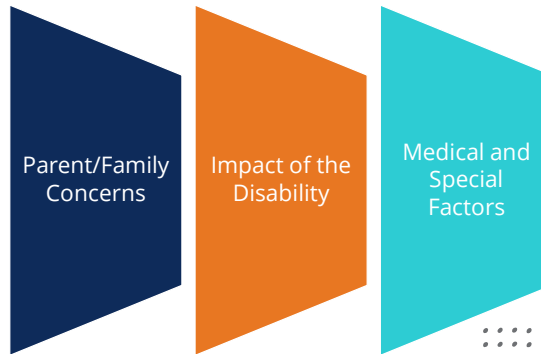 Parent/Family
Concerns
Impact of the
Disability
Medical and
Special
Factors